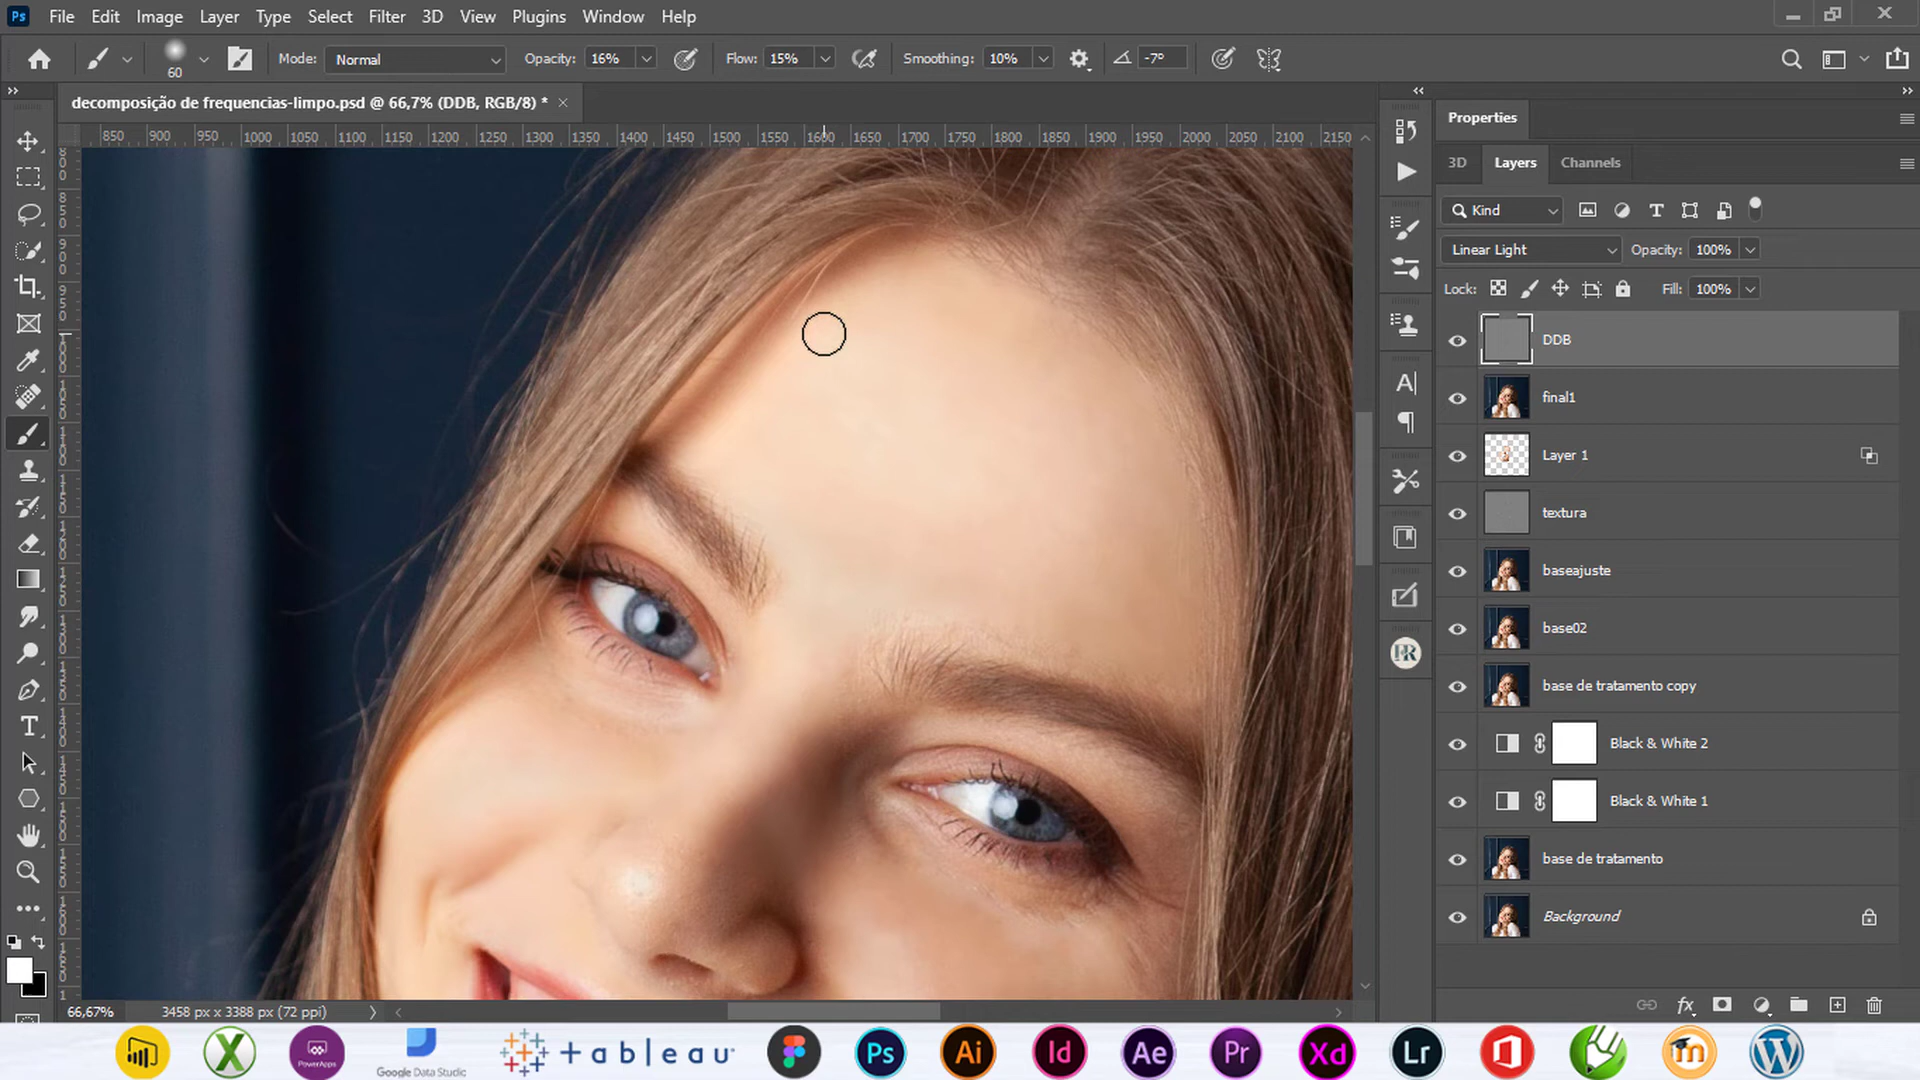 Ps File Edit Image Layer Type Select Filter 3D View Plugins Window Help
60 Mode: Normal Opacity: 16% Flow: 15% Smoothing: 10% -7º
decomposição de frequencias-limpo.psd @ 66,7% (DDB, RGB/8) *
850 900 950 1000 1050 1100 1150 1200 1250 1300 1350 1400 1450 1500 1550 1600 1650 1700 1750 1800 1850 1900 1950 2000 2050 2100 2150
Properties
3D Layers Channels
Kind
Linear Light Opacity: 100%
Lock: Fill: 100%
DDB
final1
Layer 1
textura
baseajuste
base02
base de tratamento copy
Black & White 2
Black & White 1
base de tratamento
Background
66,67% 3458 px x 3388 px (72 ppi)
PowerApps Google Data Studio +ableau Ps Ai Id Ae Pr Xd Lr